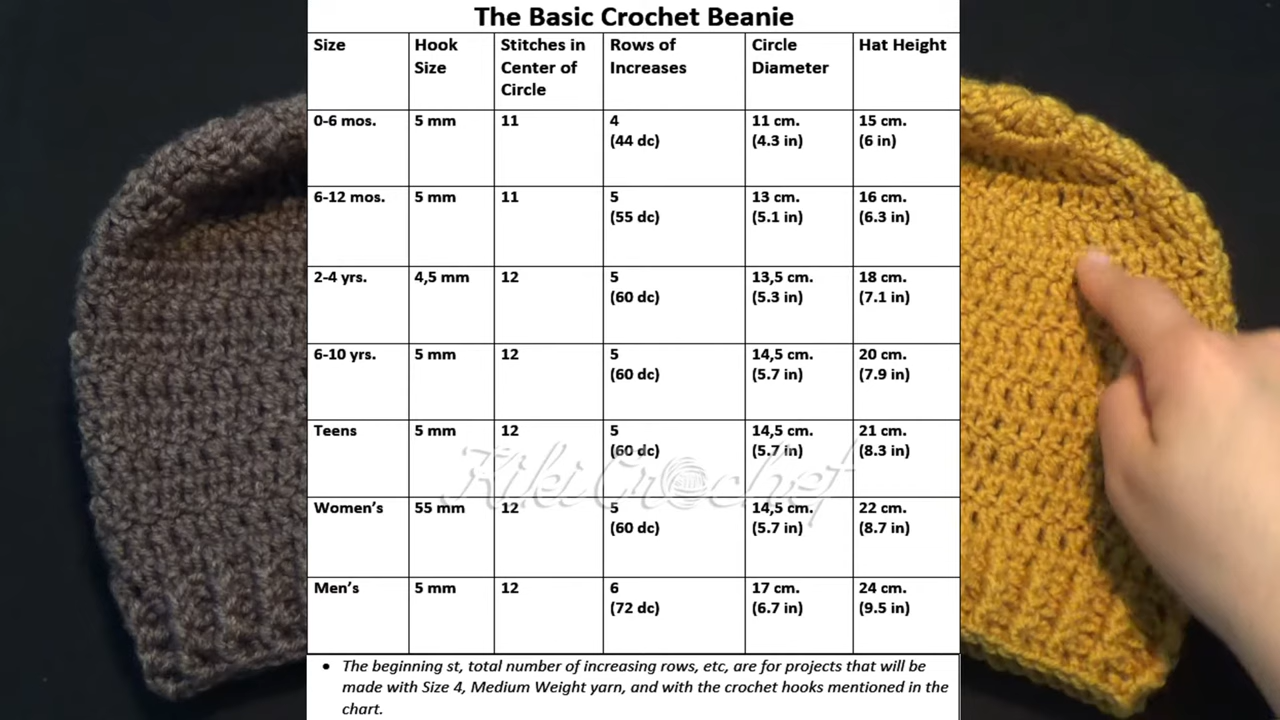 The Basic Crochet Beanie
Size Hook Size Stitches in Center of Circle Rows of Increases Circle Diameter Hat Height
0-6 mos. 5 mm 11 4 (44 dc) 11 cm. (4.3 in) 15 cm. (6 in)
6-12 mos. 5 mm 11 5 (55 dc) 13 cm. (5.1 in) 16 cm. (6.3 in)
2-4 yrs. 4,5 mm 12 5 (60 dc) 13,5 cm. (5.3 in) 18 cm. (7.1 in)
6-10 yrs. 5 mm 12 5 (60 dc) 14,5 cm. (5.7 in) 20 cm. (7.9 in)
Teens 5 mm 12 5 (60 dc) 14,5 cm. (5.7 in) 21 cm. (8.3 in)
Kiki Crochet
Women's 55 mm 12 5 (60 dc) 14,5 cm. (5.7 in) 22 cm. (8.7 in)
Men's 5 mm 12 6 (72 dc) 17 cm. (6.7 in) 24 cm. (9.5 in)
• The beginning st, total number of increasing rows, etc, are for projects that will be
made with Size 4, Medium Weight yarn, and with the crochet hooks mentioned in the
chart.